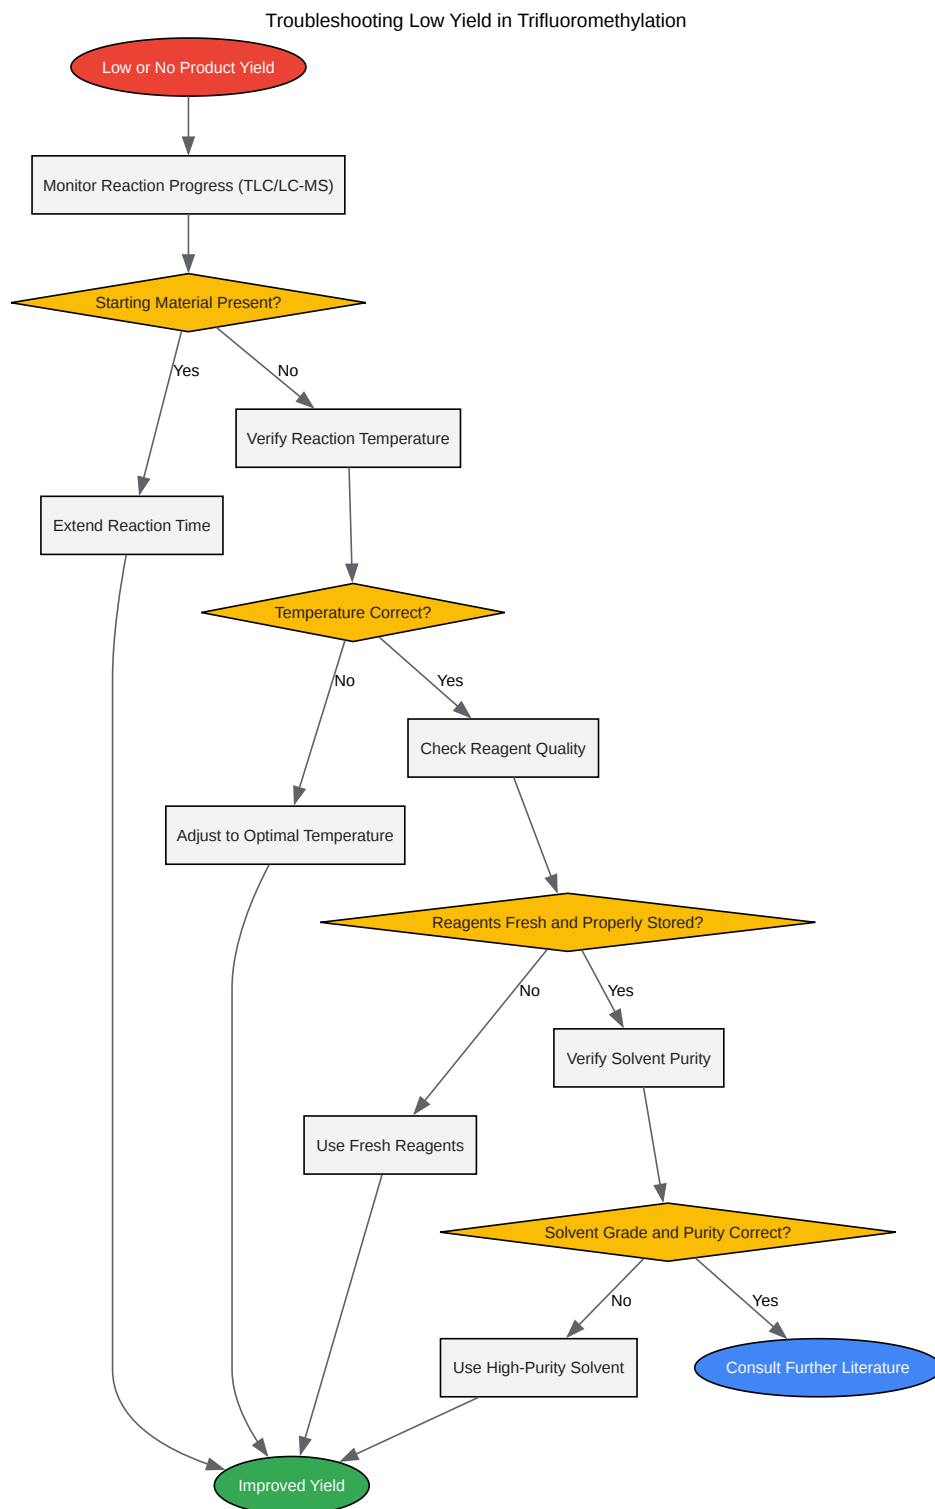 Troubleshooting Low Yield in Trifluoromethylation
Low or No Product Yield
Monitor Reaction Progress (TLC/LC-MS)
Starting Material Present?
Yes
No
Verify Reaction Temperature
Extend Reaction Time
Temperature Correct?
No
Yes
Check Reagent Quality
Adjust to Optimal Temperature
Reagents Fresh and Properly Stored?
No
Yes
Verify Solvent Purity
Use Fresh Reagents
Solvent Grade and Purity Correct?
No
Yes
Use High-Purity Solvent
Consult Further Literature
Improved Yield